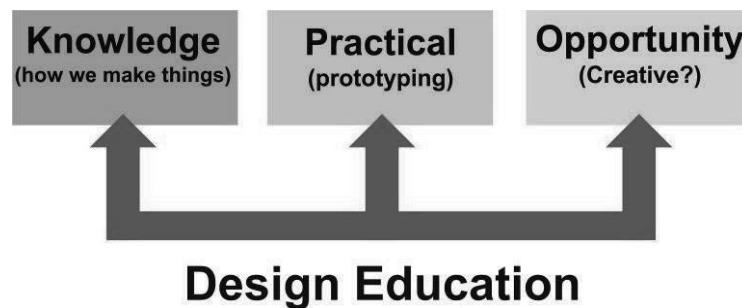 Knowledge
(how we make things)
Practical
(prototyping)
Opportunity
(Creative?)
Design Education